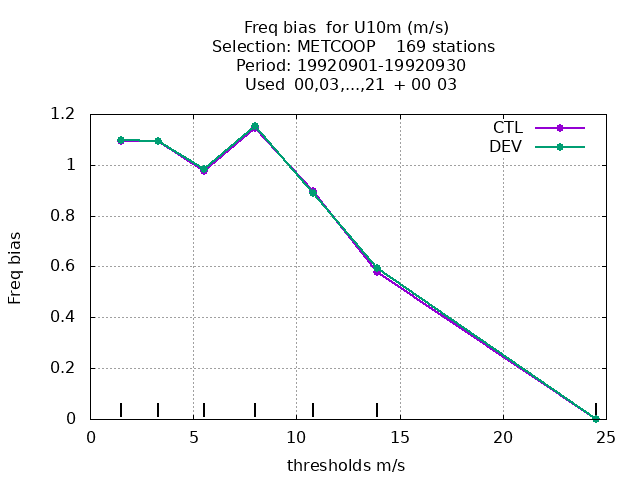 Freq bias  for U10m (m/s)
Selection: METCOOP    169 stations
Period: 19920901-19920930
Used  00,03,...,21  + 00 03
CTL
DEV
1.2
1
0.8
0.6
0.4
0.2
0
Freq bias
0 5 10 15 20 25
thresholds m/s